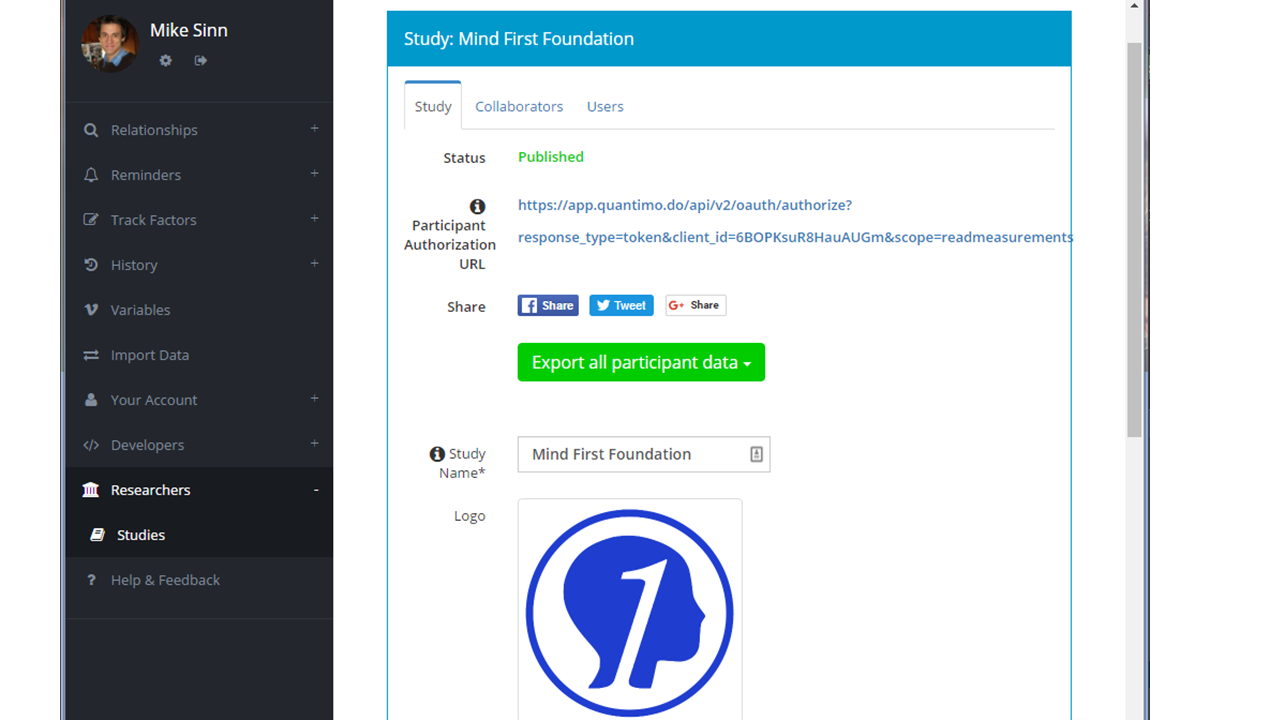 Mike Sinn
Relationships +
Reminders +
Track Factors +
History +
Variables
Import Data
Your Account +
Developers +
Researchers -
Studies
? Help & Feedback
Study: Mind First Foundation
Study Collaborators Users
Status Published
Participant
Authorization
URL
https://app.quantimo.do/api/v2/oauth/authorize?
response_type=token&client_id=6BOPKsuR8HauAUGm&scope=readmeasurements
Share Share Tweet G+ Share
Export all participant data
Study
Name*
Mind First Foundation
Logo
1